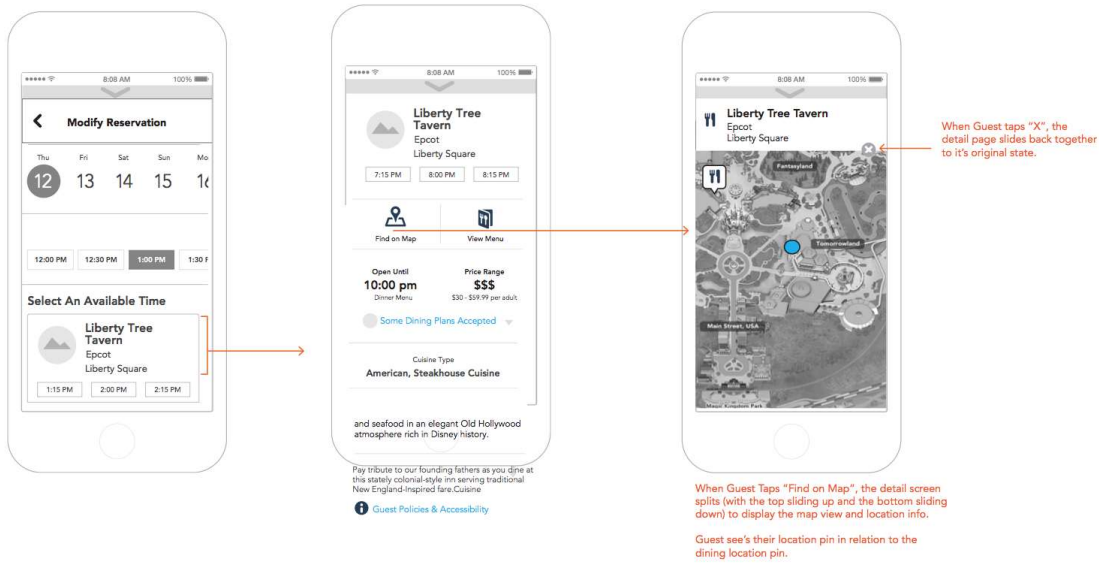 8:08 AM 100%
Modify Reservation
Thu Fri Sat Sun Mo
12 13 14 15 16
12:00 PM 12:30 PM 1:00 PM 1:30 P
Select An Available Time
Liberty Tree
Tavern
Epcot
Liberty Square
1:15 PM 2:00 PM 2:15 PM
8:08 AM 100%
Liberty Tree
Tavern
Epcot
Liberty Square
7:15 PM 8:00 PM 8:15 PM
Find on Map View Menu
Open Until Price Range
10:00 pm $$$
Dinner Menu $30 - $59.99 per adult
Some Dining Plans Accepted
Cuisine Type
American, Steakhouse Cuisine
and seafood in an elegant Old Hollywood
atmosphere rich in Disney history.
Pay tribute to our founding fathers as you dine at
this stately colonial-style inn serving traditional
New England-Inspired fare.Cuisine
Guest Policies & Accessibility
8:08 AM 100%
Liberty Tree Tavern
Epcot
Liberty Square
Fantasyland
Tomorrowland
Main Street, USA
Magic Kingdom Park
When Guest taps “X”, the
detail page slides back together
to it’s original state.
When Guest Taps “Find on Map”, the detail screen
splits (with the top sliding up and the bottom sliding
down) to display the map view and location info.
Guest see’s their location pin in relation to the
dining location pin.